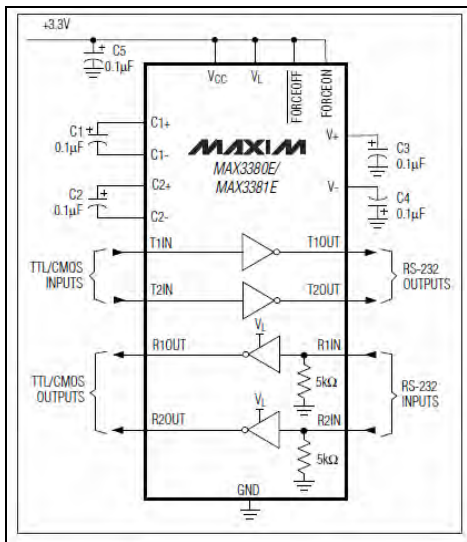 +3.3V
C5
0.1µF
VCC
VL
FORCEOFF
FORCEON
C1
0.1µF
C1+
C1-
C2
0.1µF
C2+
C2-
MAXIM
MAX3380E/
MAX3381E
V+
C3
0.1µF
V-
C4
0.1µF
TTL/CMOS
INPUTS
T1IN
T1OUT
T2IN
T2OUT
RS-232
OUTPUTS
TTL/CMOS
OUTPUTS
R1OUT
VL
R1IN
5kΩ
R2OUT
VL
R2IN
5kΩ
RS-232
INPUTS
GND